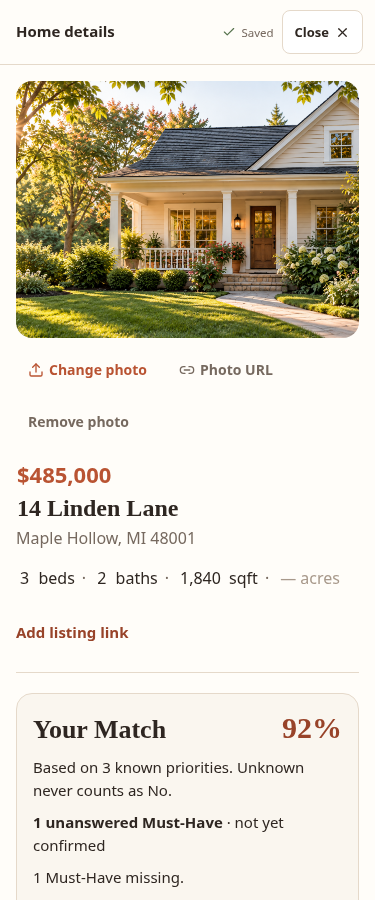 Home details
Saved
Close
Change photo
Photo URL
Remove photo
$485,000
14 Linden Lane
Maple Hollow, MI 48001
3 beds · 2 baths · 1,840 sqft · — acres
Add listing link
Your Match 92%
Based on 3 known priorities. Unknown
never counts as No.
1 unanswered Must-Have · not yet
confirmed
1 Must-Have missing.